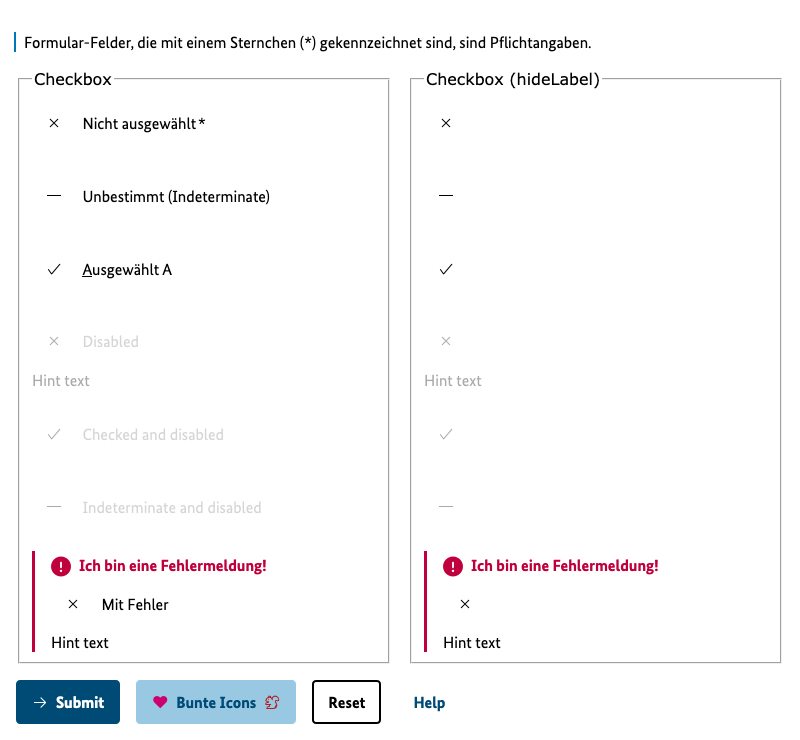 Formular-Felder, die mit einem Sternchen (*) gekennzeichnet sind, sind Pflichtangaben.
Checkbox
Nicht ausgewählt*
Unbestimmt (Indeterminate)
Ausgewählt A
Disabled
Hint text
Checked and disabled
Indeterminate and disabled
Ich bin eine Fehlermeldung!
Mit Fehler
Hint text
Checkbox (hideLabel)
Hint text
Ich bin eine Fehlermeldung!
Hint text
Submit
Bunte Icons
Reset
Help